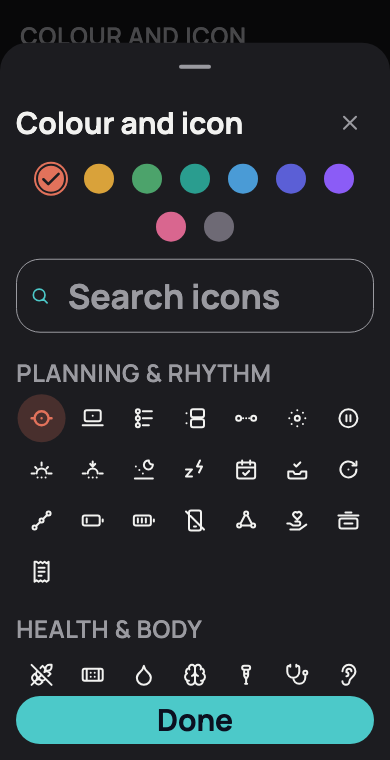 COLOUR AND ICON
Colour and icon
Search icons
PLANNING & RHYTHM
HEALTH & BODY
Done